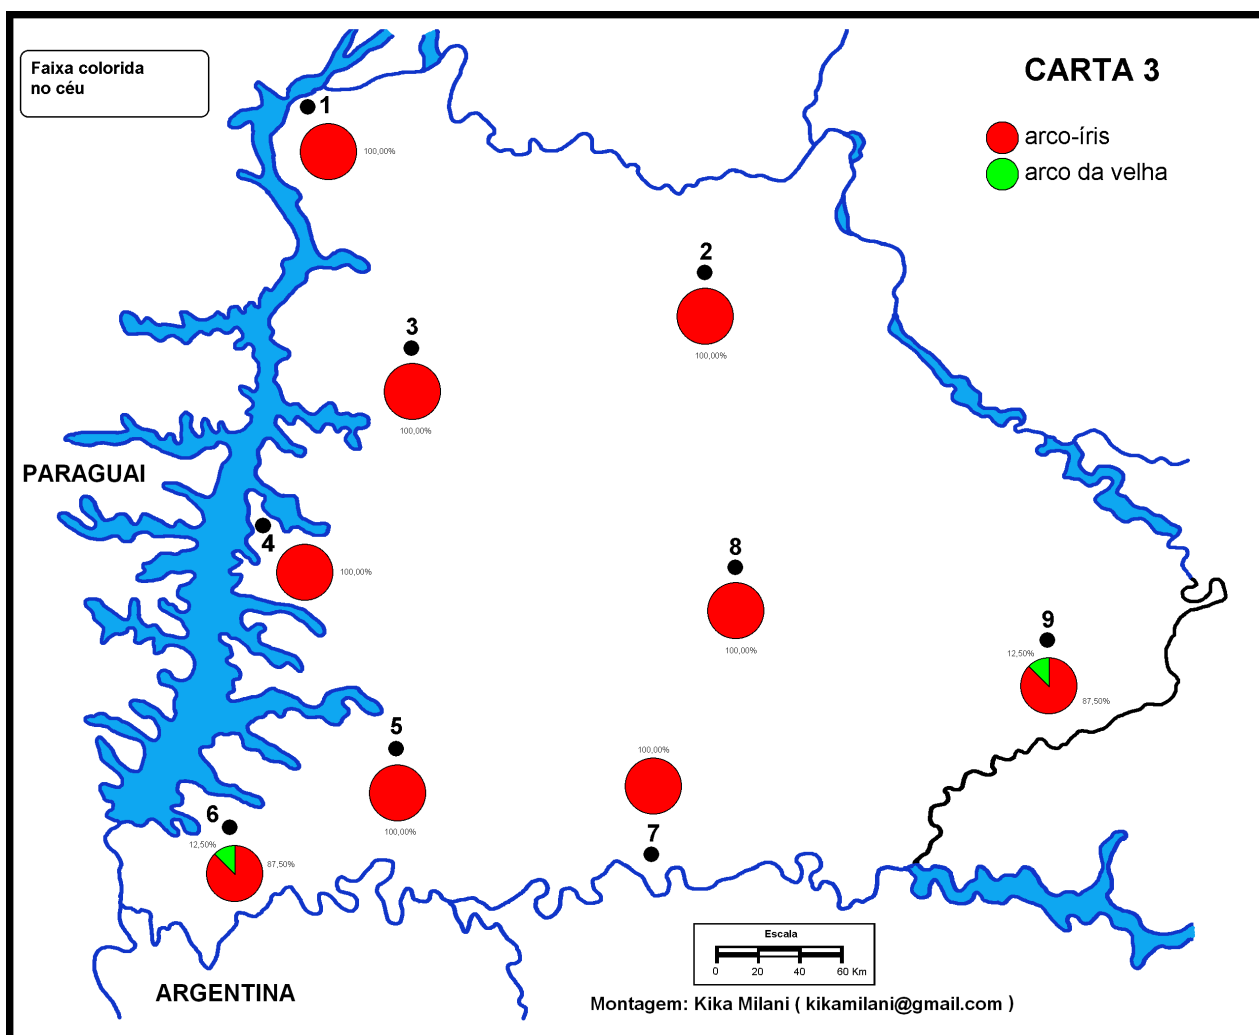 Faixa colorida
no céu
CARTA 3
arco-íris
arco da velha
1
100,00%
2
100,00%
3
100,00%
PARAGUAI
4
100,00%
8
100,00%
9
12,50%
87,50%
5
100,00%
100,00%
7
6
12,50%
87,50%
Escala
0 20 40 60 Km
ARGENTINA
Montagem: Kika Milani ( kikamilani@gmail.com )